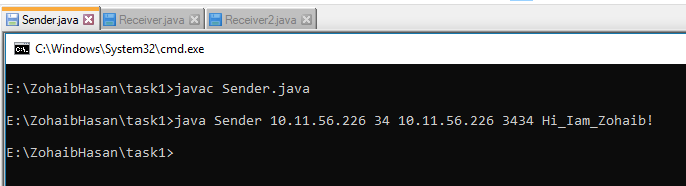 Sender.java Receiver.java Receiver2.java
C:\Windows\System32\cmd.exe
E:\ZohaibHasan\task1>javac Sender.java
E:\ZohaibHasan\task1>java Sender 10.11.56.226 34 10.11.56.226 3434 Hi_Iam_Zohaib!
E:\ZohaibHasan\task1>